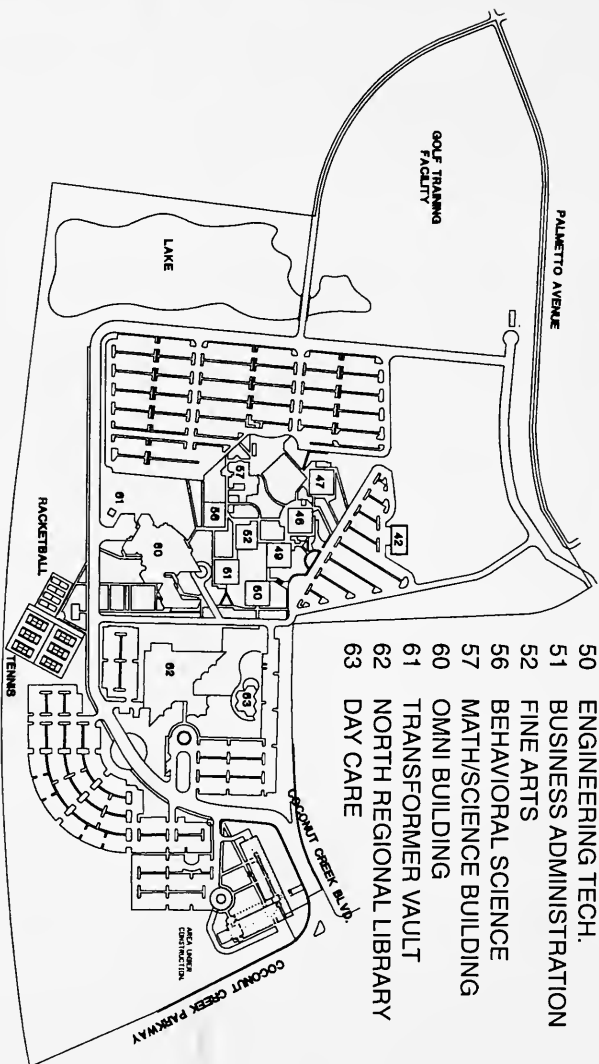 PALMETTO AVENUE
GOLF TRAINING
FACILITY
LAKE
42
47
46
57
49
52
56
50
51
61
60
62
63
RACKETBALL
TENNIS
COCONUT CREEK BLVD.
AREA UNDER
CONSTRUCTION
COCONUT CREEK PARKWAY
50 ENGINEERING TECH.
51 BUSINESS ADMINISTRATION
52 FINE ARTS
56 BEHAVIORAL SCIENCE
57 MATH/SCIENCE BUILDING
60 OMNI BUILDING
61 TRANSFORMER VAULT
62 NORTH REGIONAL LIBRARY
63 DAY CARE